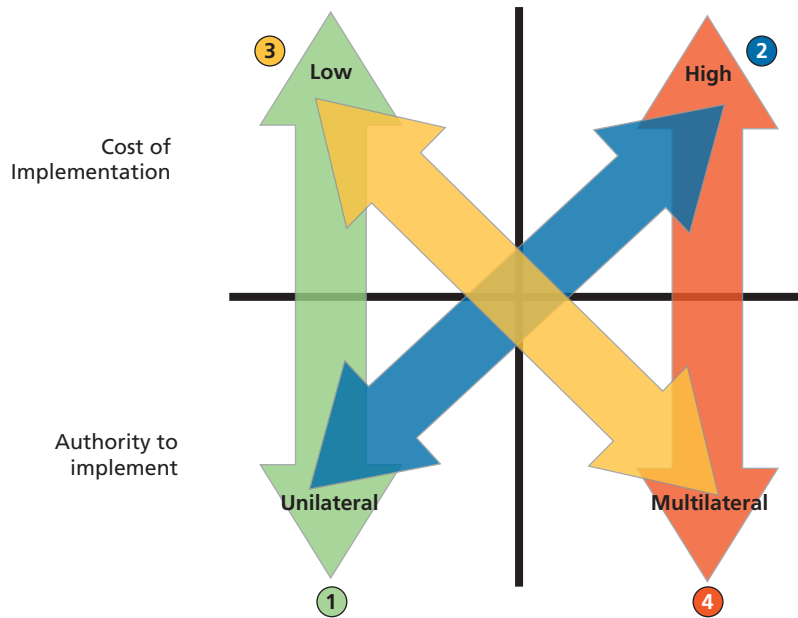 3
2
Low
High
Cost of
Implementation
Authority to
implement
Unilateral
Multilateral
1
4